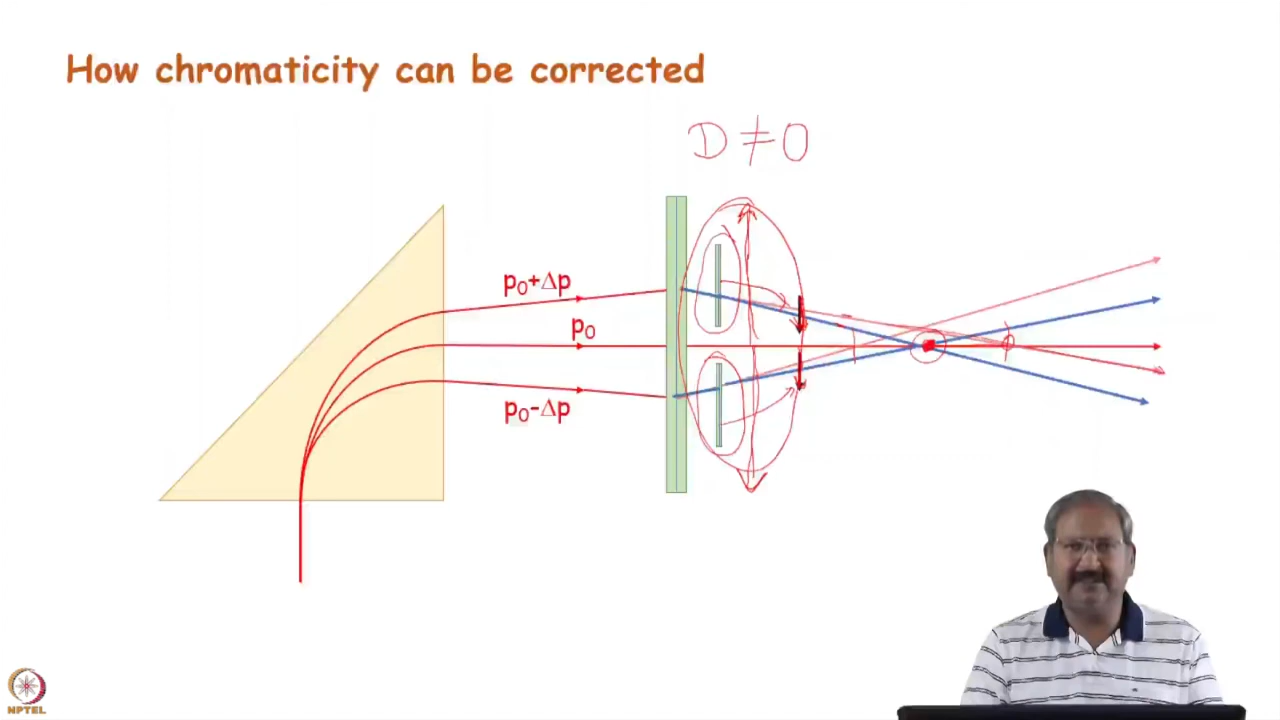 How chromaticity can be corrected
D ≠ 0
p₀+Δp
p₀
p₀-Δp
NPTEL